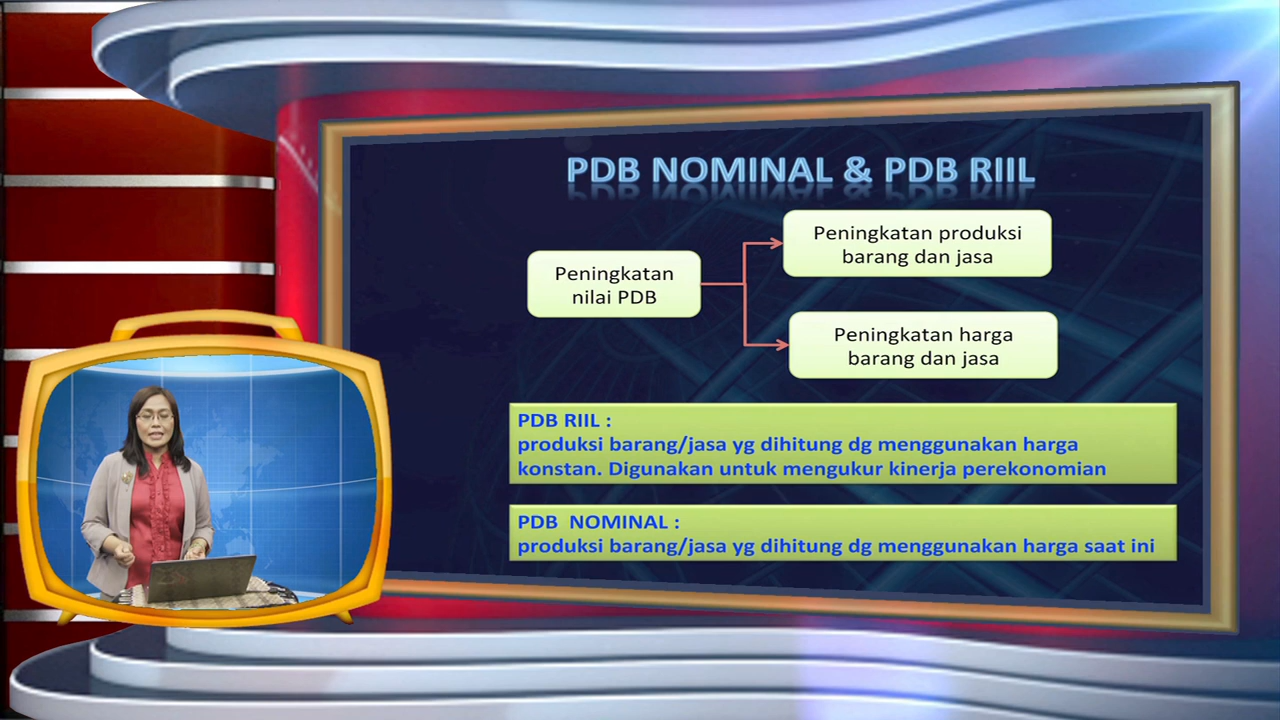 PDB NOMINAL & PDB RIIL
Peningkatan
nilai PDB
Peningkatan produksi
barang dan jasa
Peningkatan harga
barang dan jasa
PDB RIIL :
produksi barang/jasa yg dihitung dg menggunakan harga
konstan. Digunakan untuk mengukur kinerja perekonomian
PDB  NOMINAL :
produksi barang/jasa yg dihitung dg menggunakan harga saat ini